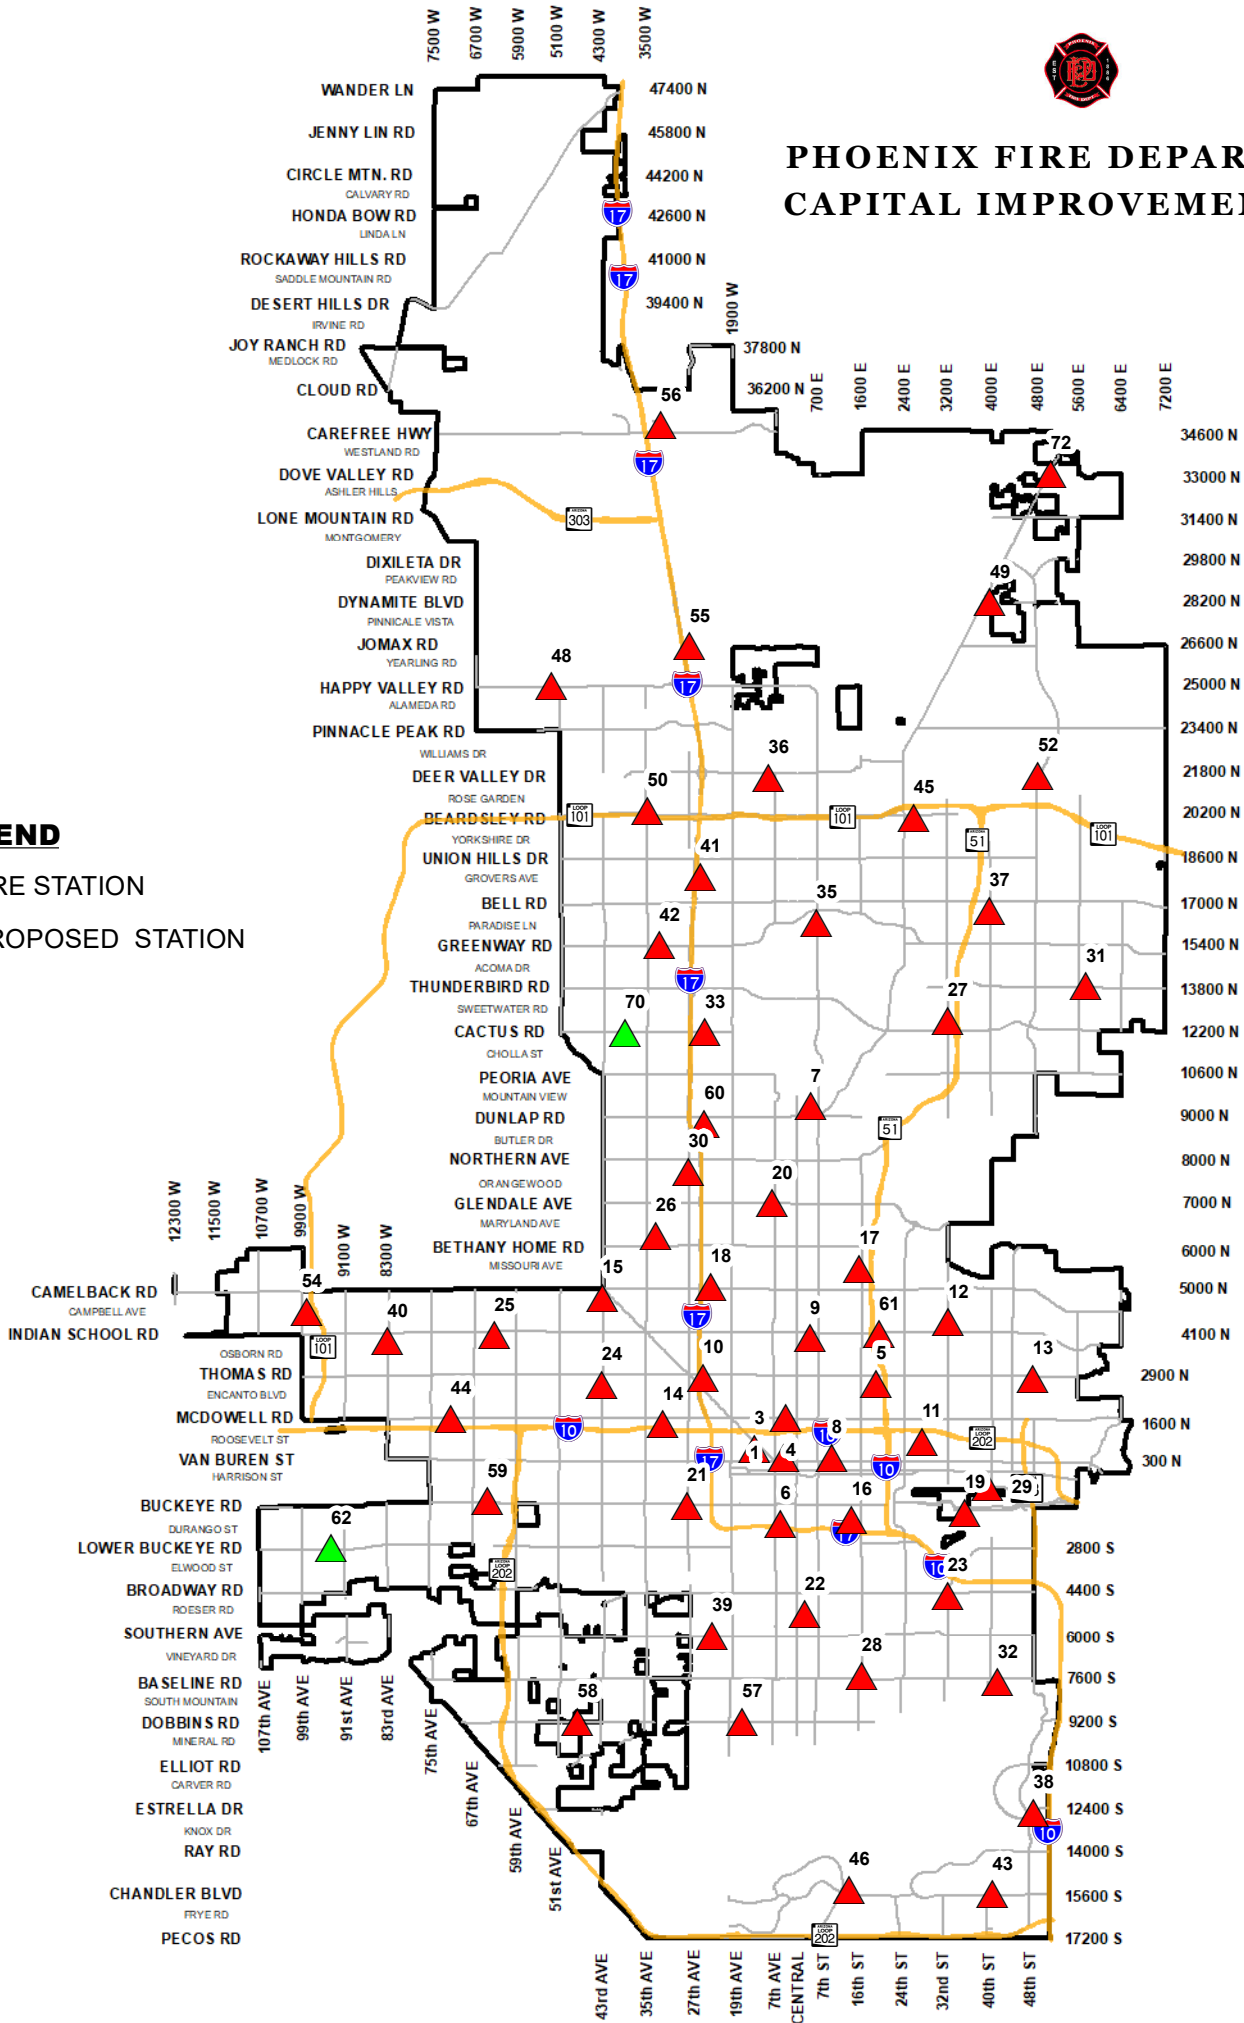 7500 W
6700 W
5900 W
5100 W
4300 W
3500 W
PHOENIX FIRE DEPAR
CAPITAL IMPROVEME
WANDER LN
47400 N
JENNY LIN RD
45800 N
CIRCLE MTN. RD
44200 N
CALVARY RD
HONDA BOW RD
42600 N
17
LINDA LN
ROCKAWAY HILLS RD
41000 N
SADDLE MOUNTAIN RD
17
DESERT HILLS DR
39400 N
1900 W
IRVINE RD
JOY RANCH RD
37800 N
MEDLOCK RD
CLOUD RD
36200 N
700 E
1600 E
2400 E
3200 E
4000 E
4800 E
5600 E
6400 E
7200 E
56
CAREFREE HWY
34600 N
WESTLAND RD
72
17
DOVE VALLEY RD
33000 N
ASHLER HILLS
LONE MOUNTAIN RD
303
31400 N
MONTGOMERY
DIXILETA DR
29800 N
PEAKVIEW RD
49
DYNAMITE BLVD
28200 N
PINNICALE VISTA
55
JOMAX RD
26600 N
YEARLING RD
48
HAPPY VALLEY RD
17
25000 N
ALAMEDA RD
PINNACLE PEAK RD
23400 N
WILLIAMS DR
36
52
DEER VALLEY DR
50
21800 N
45
ROSE GARDEN
BEARDSLEY RD
LOOP 101
LOOP 101
20200 N
END
YORKSHIRE DR
51
LOOP 101
41
UNION HILLS DR
18600 N
GROVERS AVE
RE STATION
35
37
BELL RD
17000 N
PARADISE LN
42
ROPOSED STATION
GREENWAY RD
15400 N
31
ACOMA DR
17
THUNDERBIRD RD
27
13800 N
SWEETWATER RD
70
33
CACTUS RD
12200 N
CHOLLA ST
PEORIA AVE
7
10600 N
MOUNTAIN VIEW
60
DUNLAP RD
9000 N
51
BUTLER DR
30
NORTHERN AVE
8000 N
ORANGEWOOD
20
GLENDALE AVE
7000 N
12300 W
11500 W
10700 W
9900 W
9100 W
8300 W
MARYLAND AVE
26
BETHANY HOME RD
17
6000 N
MISSOURI AVE
15
18
CAMELBACK RD
54
5000 N
CAMPBELL AVE
40
25
17
9
61
12
INDIAN SCHOOL RD
4100 N
OSBORN RD
LOOP 101
24
10
5
13
THOMAS RD
2900 N
ENCANTO BLVD
44
14
MCDOWELL RD
3
1600 N
ROOSEVELT ST
10
8
11
LOOP 202
VAN BUREN ST
17
1
4
10
300 N
HARRISON ST
59
21
19
29
BUCKEYE RD
6
16
DURANGO ST
62
17
LOWER BUCKEYE RD
2800 S
ELWOOD ST
LOOP 202
10
23
BROADWAY RD
4400 S
ROESER RD
39
22
SOUTHERN AVE
6000 S
VINEYARD DR
28
32
BASELINE RD
7600 S
SOUTH MOUNTAIN
58
57
DOBBINS RD
9200 S
MINERAL RD
107th AVE
99th AVE
91st AVE
83rd AVE
75th AVE
67th AVE
59th AVE
51st AVE
ELLIOT RD
10800 S
CARVER RD
38
ESTRELLA DR
12400 S
KNOX DR
10
RAY RD
14000 S
46
43
CHANDLER BLVD
15600 S
FRYE RD
PECOS RD
LOOP 202
17200 S
43rd AVE
35th AVE
27th AVE
19th AVE
7th AVE
CENTRAL
7th ST
16th ST
24th ST
32nd ST
40th ST
48th ST